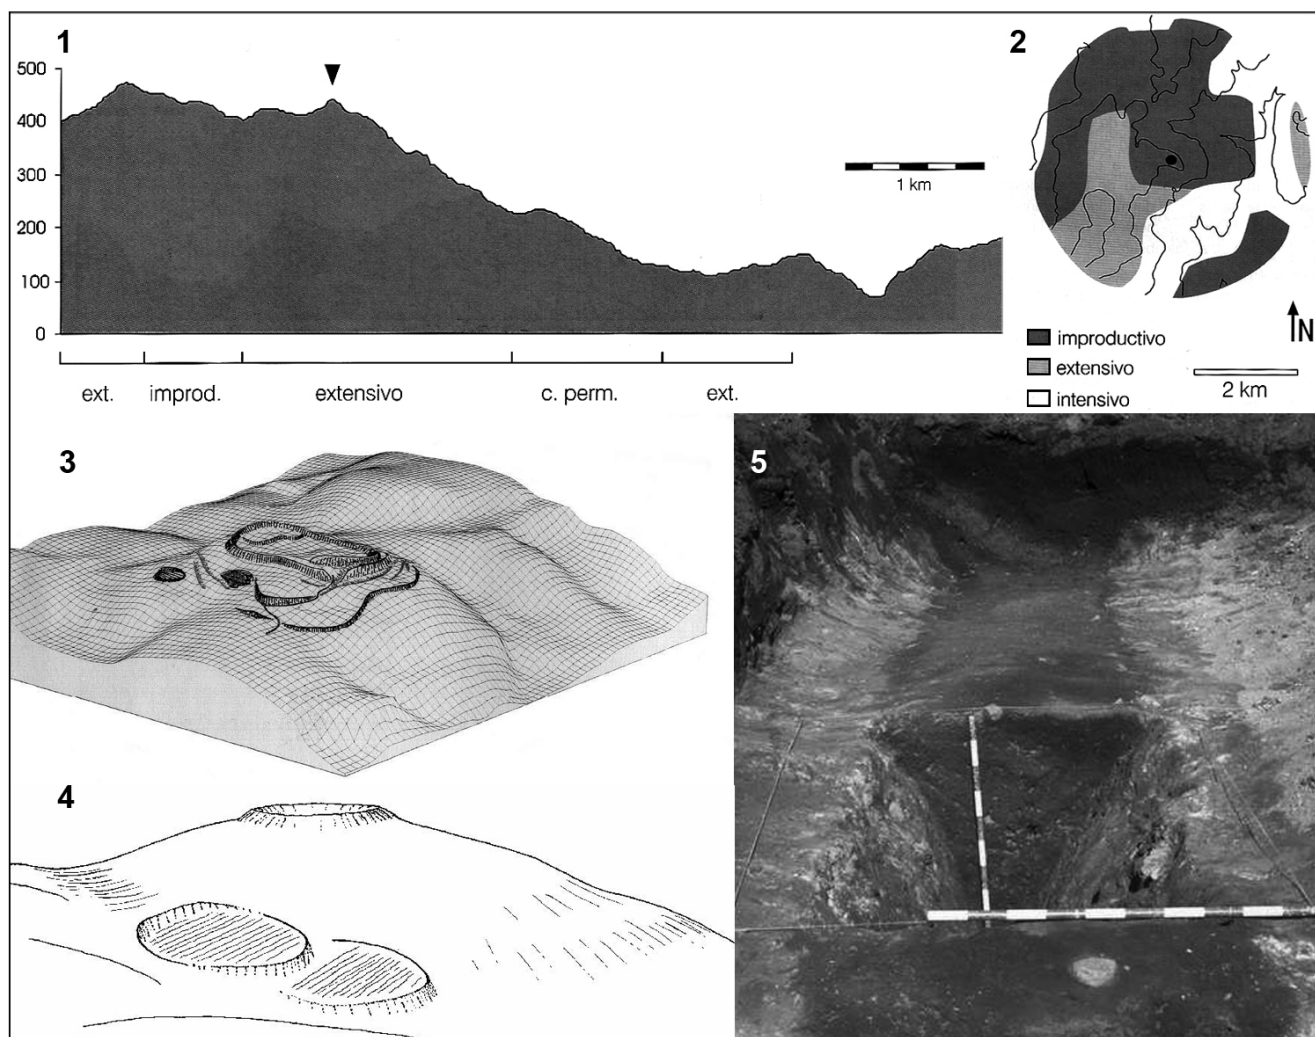 1
500
400
300
200
100
0
1 km
ext. improd. extensivo c. perm. ext.
2
N
improductivo
extensivo
intensivo
2 km
3
4
5